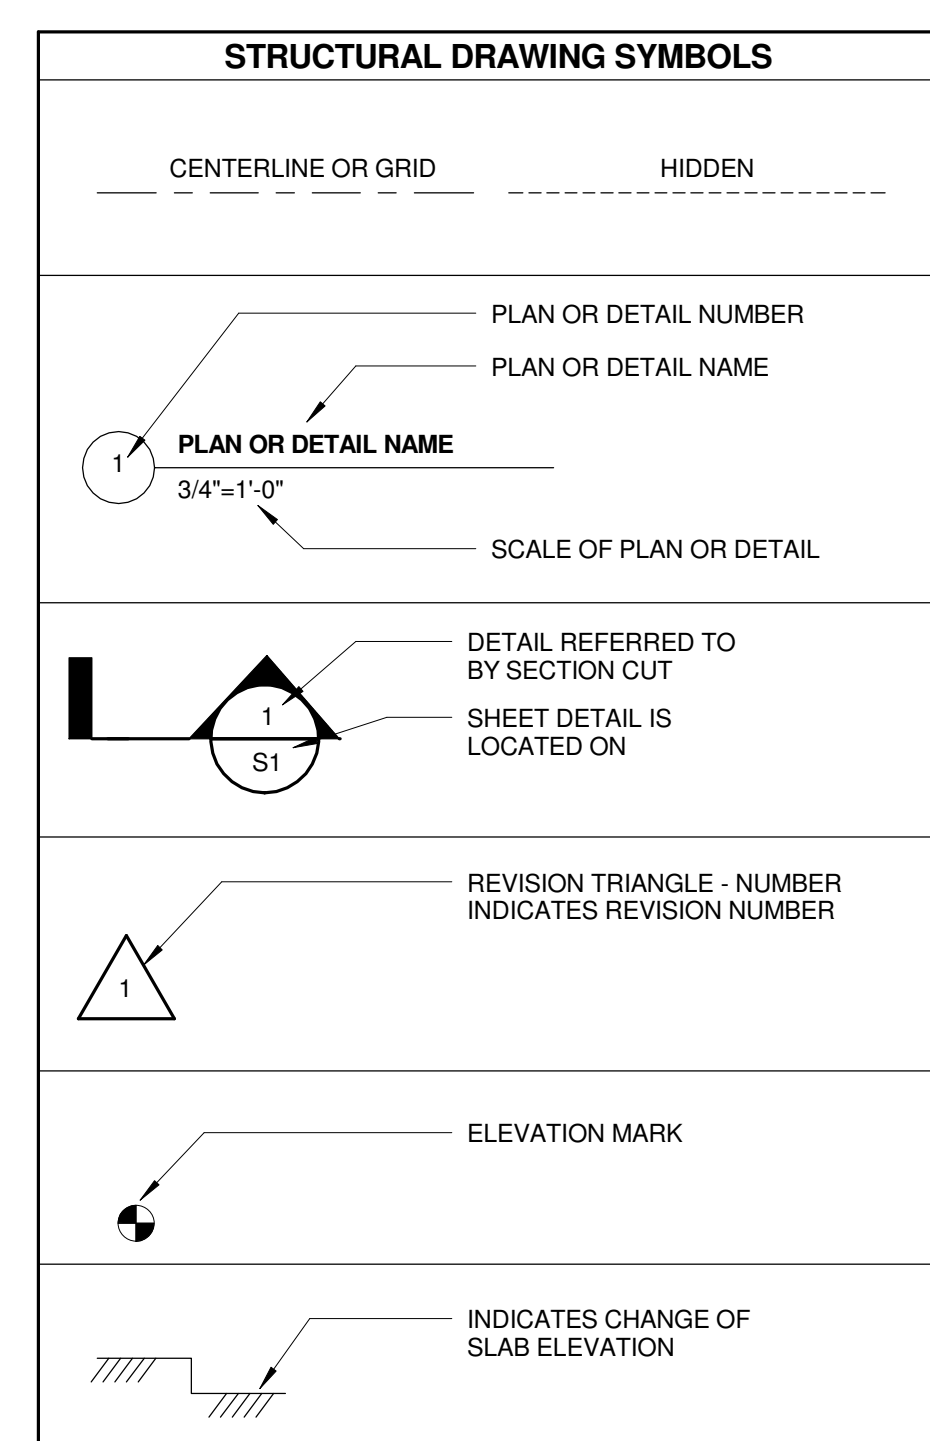 STRUCTURAL DRAWING SYMBOLS
CENTERLINE OR GRID
HIDDEN
PLAN OR DETAIL NUMBER
PLAN OR DETAIL NAME
1
PLAN OR DETAIL NAME
3/4"=1'-0"
SCALE OF PLAN OR DETAIL
DETAIL REFERRED TO
BY SECTION CUT
1
SHEET DETAIL IS
LOCATED ON
S1
REVISION TRIANGLE - NUMBER
INDICATES REVISION NUMBER
1
ELEVATION MARK
INDICATES CHANGE OF
SLAB ELEVATION